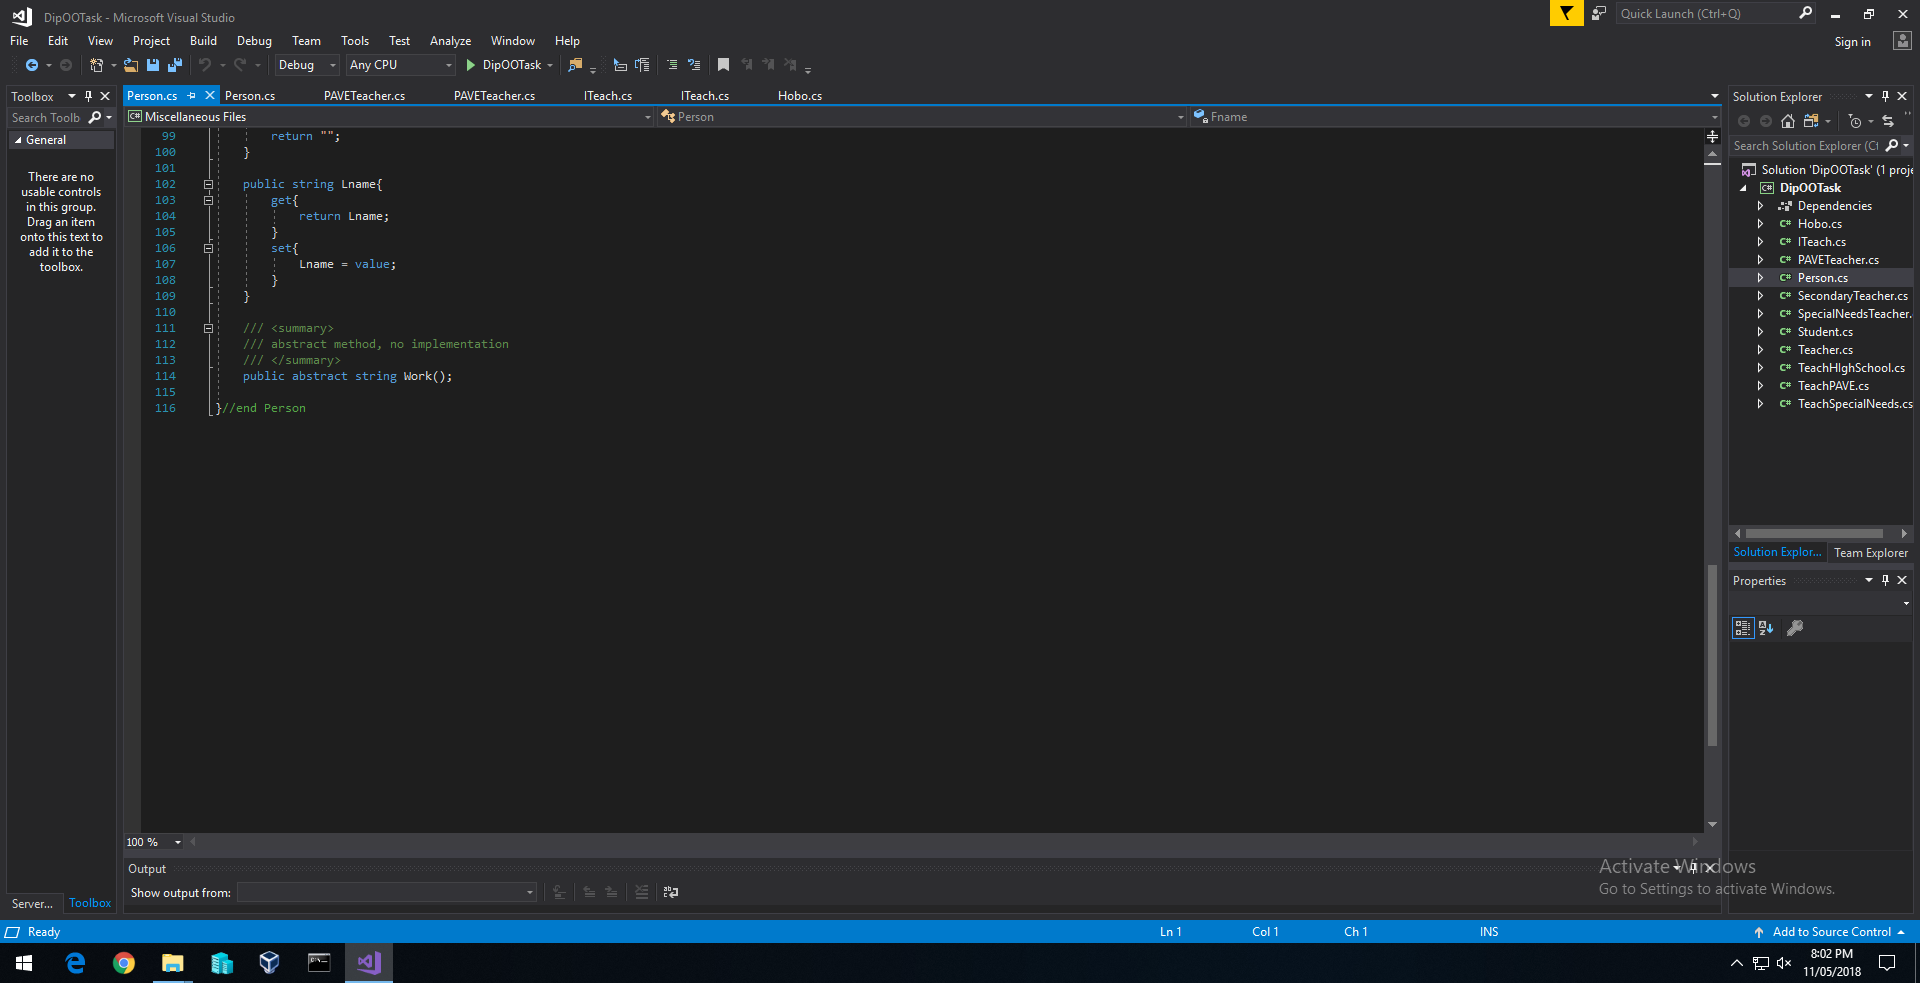 DipOOTask - Microsoft Visual Studio
Quick Launch (Ctrl+Q)
File Edit View Project Build Debug Team Tools Test Analyze Window Help
Sign in
Debug Any CPU DipOOTask
Toolbox
Search Toolb
General
There are no
usable controls
in this group.
Drag an item
onto this text to
add it to the
toolbox.
Server... Toolbox
Person.cs Person.cs PAVETeacher.cs PAVETeacher.cs ITeach.cs ITeach.cs Hobo.cs
C# Miscellaneous Files Person Fname
99 return "";
100 }
101
102 public string Lname{
103 get{
104 return Lname;
105 }
106 set{
107 Lname = value;
108 }
109 }
110
111 /// <summary>
112 /// abstract method, no implementation
113 /// </summary>
114 public abstract string Work();
115
116 }//end Person
100 %
Output
Show output from:
Solution Explorer
Search Solution Explorer (Ct
Solution 'DipOOTask' (1 proje
C# DipOOTask
Dependencies
C# Hobo.cs
C# ITeach.cs
C# PAVETeacher.cs
C# Person.cs
C# SecondaryTeacher.cs
C# SpecialNeedsTeacher.
C# Student.cs
C# Teacher.cs
C# TeachHIghSchool.cs
C# TeachPAVE.cs
C# TeachSpecialNeeds.cs
Solution Explor... Team Explorer
Properties
Activate Windows
Go to Settings to activate Windows.
Ready Ln 1 Col 1 Ch 1 INS Add to Source Control
8:02 PM
11/05/2018